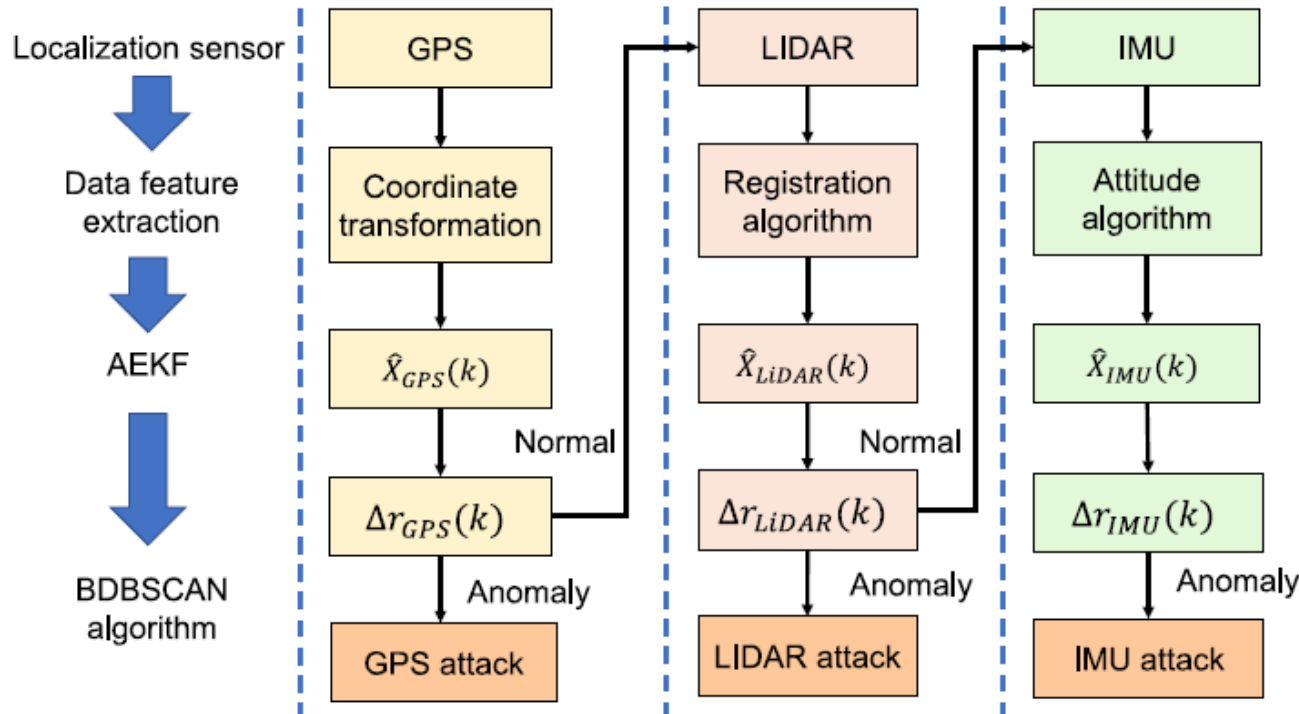 Localization sensor
Data feature
extraction
AEKF
BDBSCAN
algorithm
GPS
Coordinate
transformation
X̂_GPS(k)
Normal
Δr_GPS(k)
Anomaly
GPS attack
LIDAR
Registration
algorithm
X̂_LiDAR(k)
Normal
Δr_LiDAR(k)
Anomaly
LIDAR attack
IMU
Attitude
algorithm
X̂_IMU(k)
Δr_IMU(k)
Anomaly
IMU attack